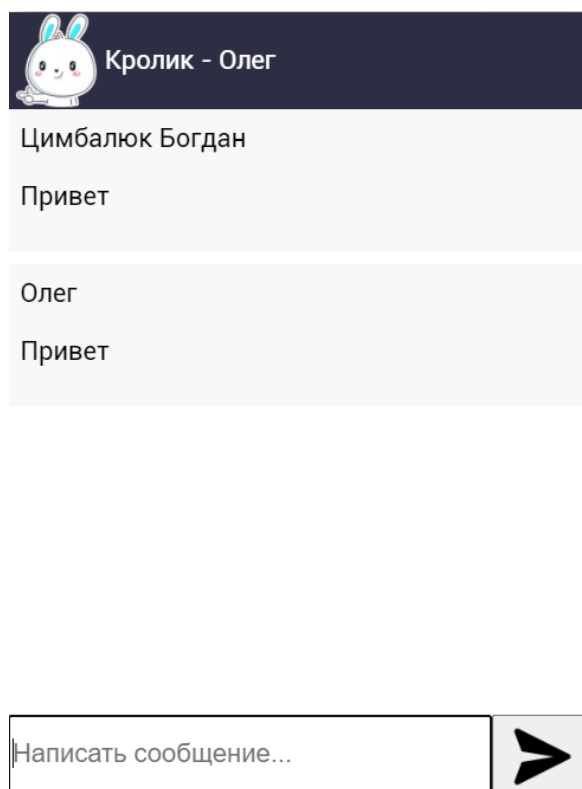 Кролик - Олег
Цимбалюк Богдан
Привет
Олег
Привет
Написать сообщение...